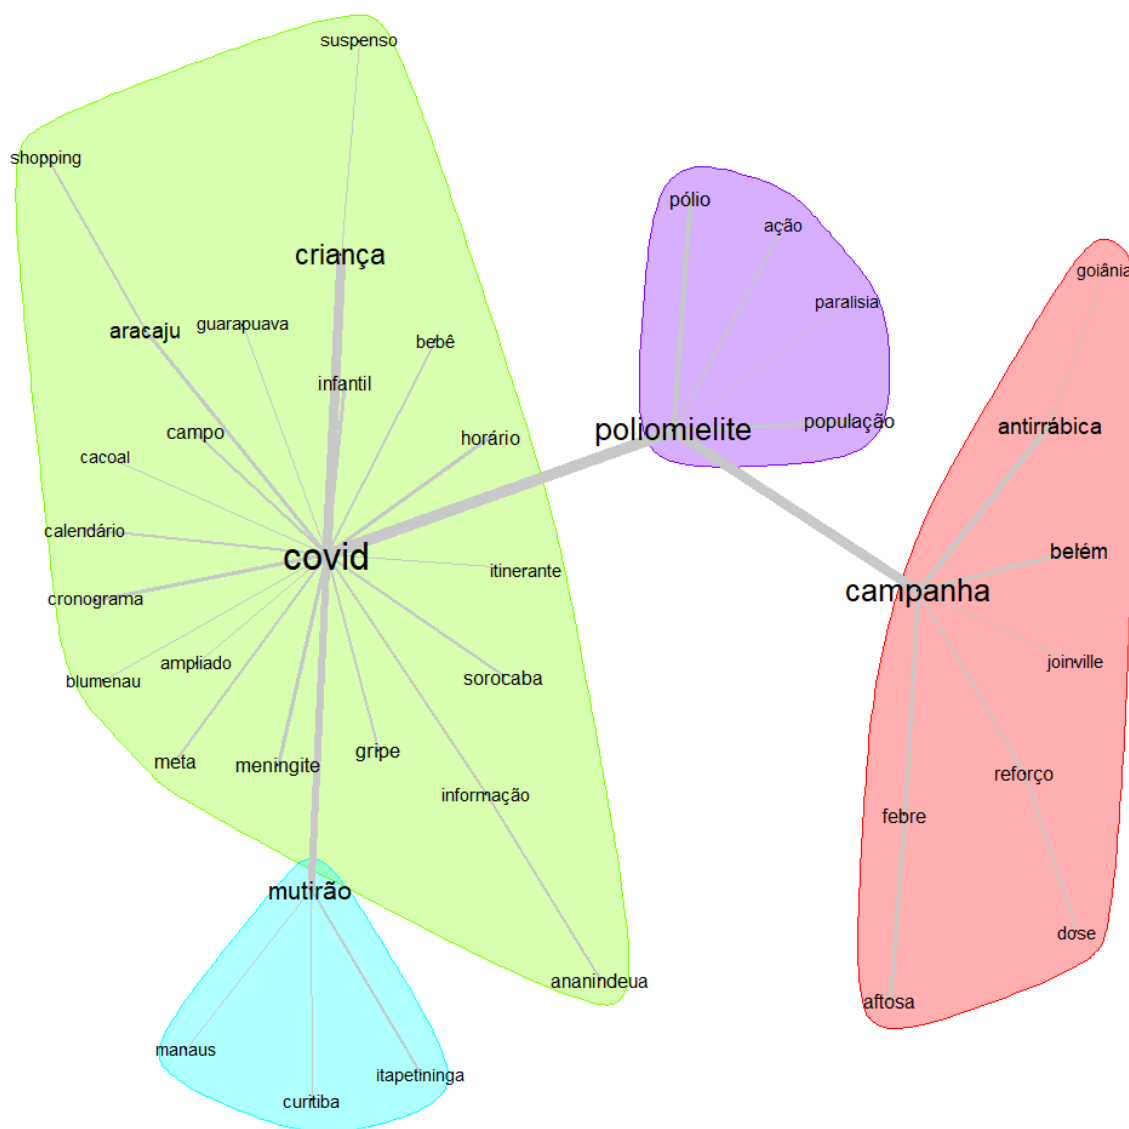 suspenso
shopping
pólio
ação
criança
goiânia
paralisia
guarapuava
aracaju
bebê
infantil
população
antirrábica
poliomielite
campo
horário
cacoal
calendário
belém
covid
itinerante
campanha
cronograma
ampliado
joinville
sorocaba
blumenau
gripe
meta
meningite
reforço
informação
febre
mutirão
dose
ananindeua
aftosa
manaus
itapetininga
curitiba